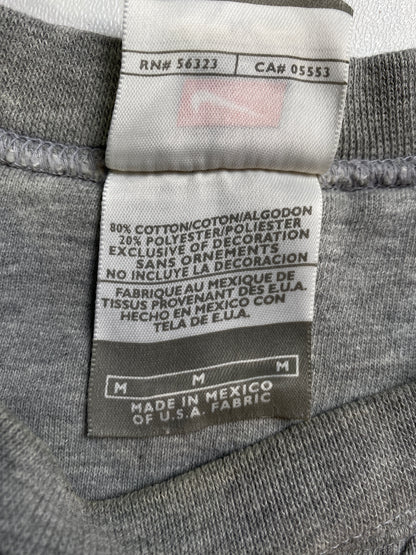 RN# 56323 CA# 05553
80% COTTON/COTON/ALGODON
20% POLYESTER/POLIESTER
EXCLUSIVE OF DECORATION
SANS ORNEMENTS
NO INCLUYE LA DECORACION
FABRIQUE AU MEXIQUE DE
TISSUS PROVENANT DES E.U.A.
HECHO EN MEXICO CON
TELA DE E.U.A.
M M M
MADE IN MEXICO
OF U.S.A. FABRIC